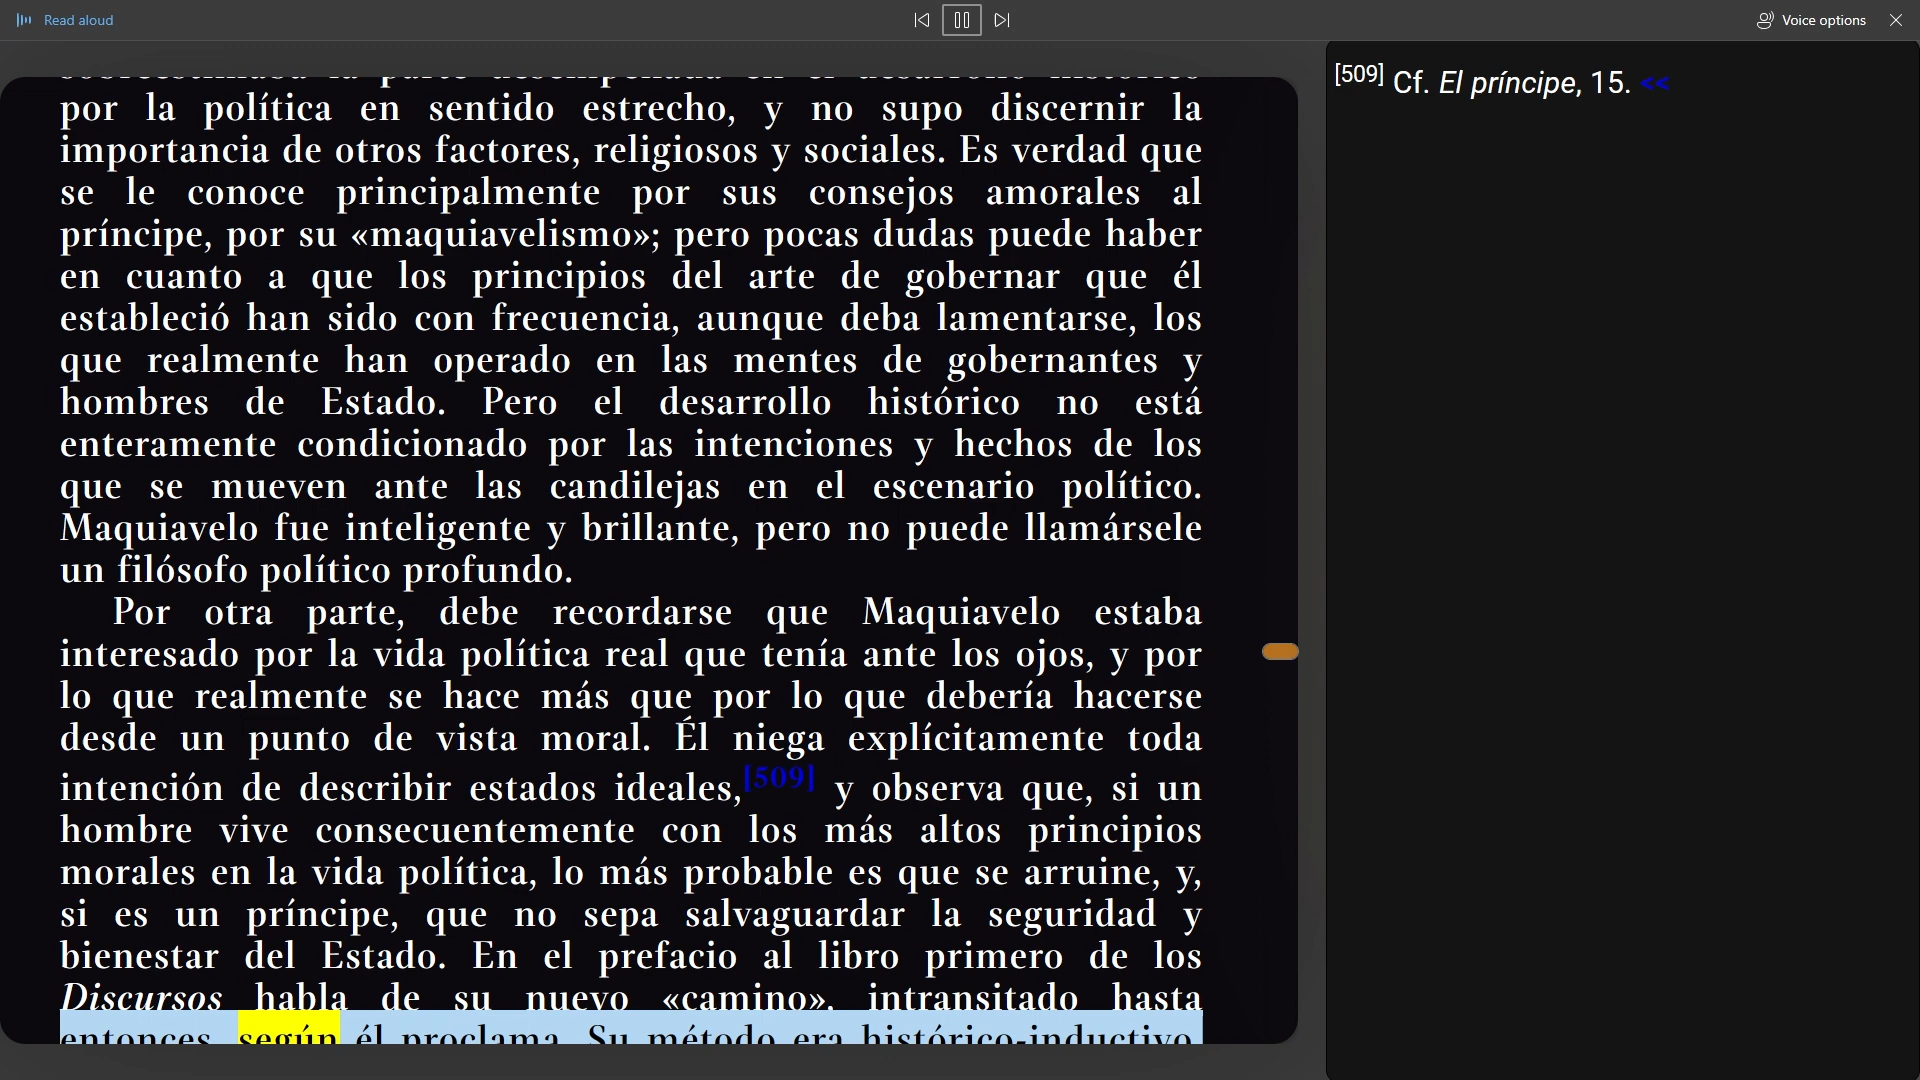 Read aloud
Voice options
por la política en sentido estrecho, y no supo discernir la
importancia de otros factores, religiosos y sociales. Es verdad que
se le conoce principalmente por sus consejos amorales al
príncipe, por su «maquiavelismo»; pero pocas dudas puede haber
en cuanto a que los principios del arte de gobernar que él
estableció han sido con frecuencia, aunque deba lamentarse, los
que realmente han operado en las mentes de gobernantes y
hombres de Estado. Pero el desarrollo histórico no está
enteramente condicionado por las intenciones y hechos de los
que se mueven ante las candilejas en el escenario político.
Maquiavelo fue inteligente y brillante, pero no puede llamársele
un filósofo político profundo.
Por otra parte, debe recordarse que Maquiavelo estaba
interesado por la vida política real que tenía ante los ojos, y por
lo que realmente se hace más que por lo que debería hacerse
desde un punto de vista moral. Él niega explícitamente toda
intención de describir estados ideales,[509] y observa que, si un
hombre vive consecuentemente con los más altos principios
morales en la vida política, lo más probable es que se arruine, y,
si es un príncipe, que no sepa salvaguardar la seguridad y
bienestar del Estado. En el prefacio al libro primero de los
Discursos habla de su nuevo «camino», intransitado hasta
entonces, según él proclama. Su método era histórico-inductivo.
[509] Cf. El príncipe, 15. <<